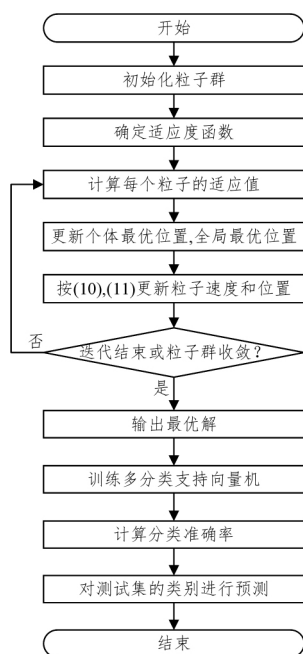 开始
初始化粒子群
确定适应度函数
计算每个粒子的适应值
更新个体最优位置,全局最优位置
按(10),(11)更新粒子速度和位置
否
迭代结束或粒子群收敛?
是
输出最优解
训练多分类支持向量机
计算分类准确率
对测试集的类别进行预测
结束